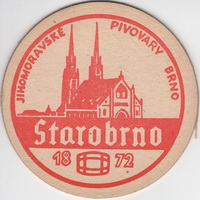 JIHOMORAVSKÉ PIVOVARY BRNO
Starobrno
18 72